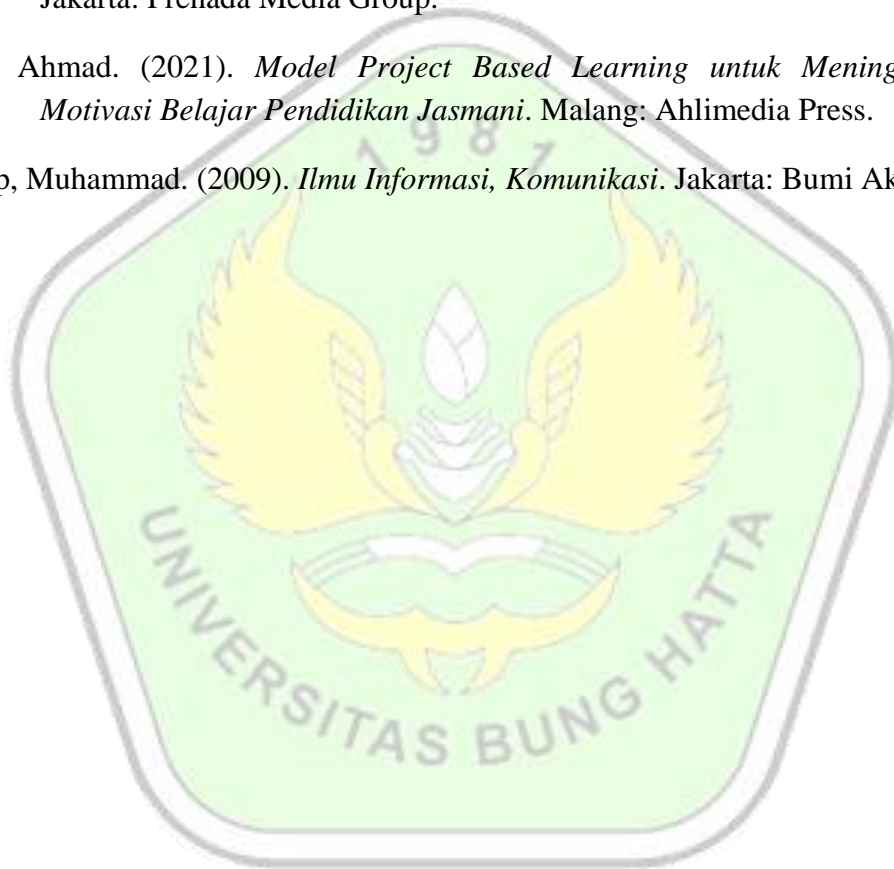 Jakarta: Prenada Media Group.
Ahmad. (2021). Model Project Based Learning untuk Mening
Motivasi Belajar Pendidikan Jasmani. Malang: Ahlimedia Press.
p, Muhammad. (2009). Ilmu Informasi, Komunikasi. Jakarta: Bumi Ak
1981
UNIVERSITAS BUNG HATTA